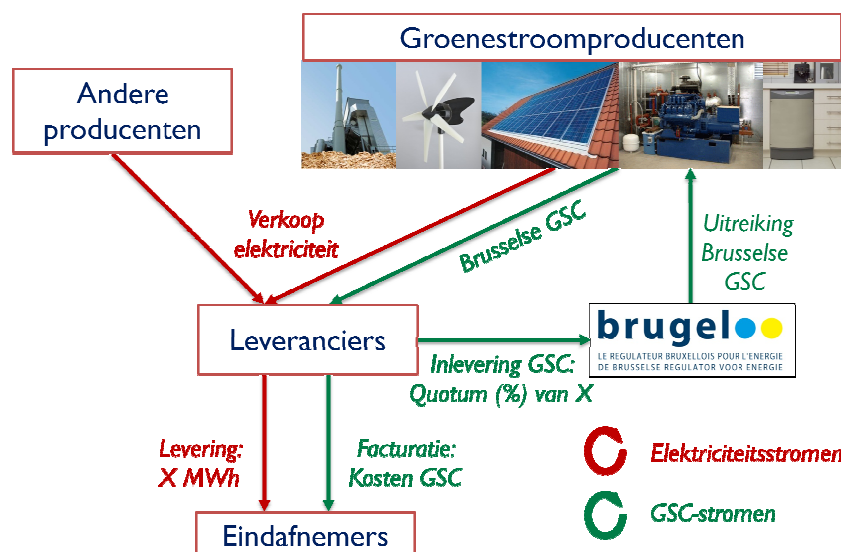 Groenestroomproducenten
Andere
producenten
Verkoop
elektriciteit
Brusselse GSC
Uitreiking
Brusselse
GSC
Leveranciers
brugel
LE REGULATEUR BRUXELLOIS POUR L'ENERGIE
DE BRUSSELSE REGULATOR VOOR ENERGIE
Inlevering GSC:
Quotum (%) van X
Levering:
X MWh
Facturatie:
Kosten GSC
Elektriciteitsstromen
GSC-stromen
Eindafnemers